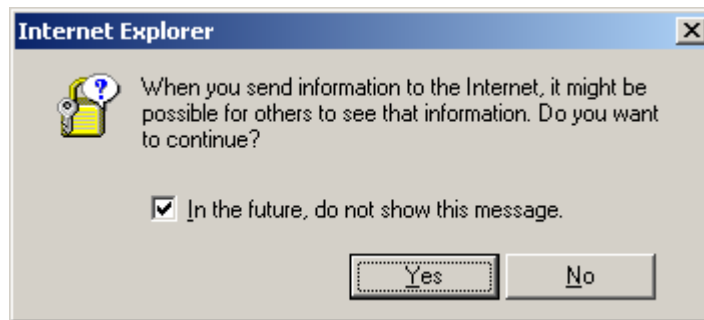 Internet Explorer
When you send information to the Internet, it might be
possible for others to see that information. Do you want
to continue?
In the future, do not show this message.
Yes No